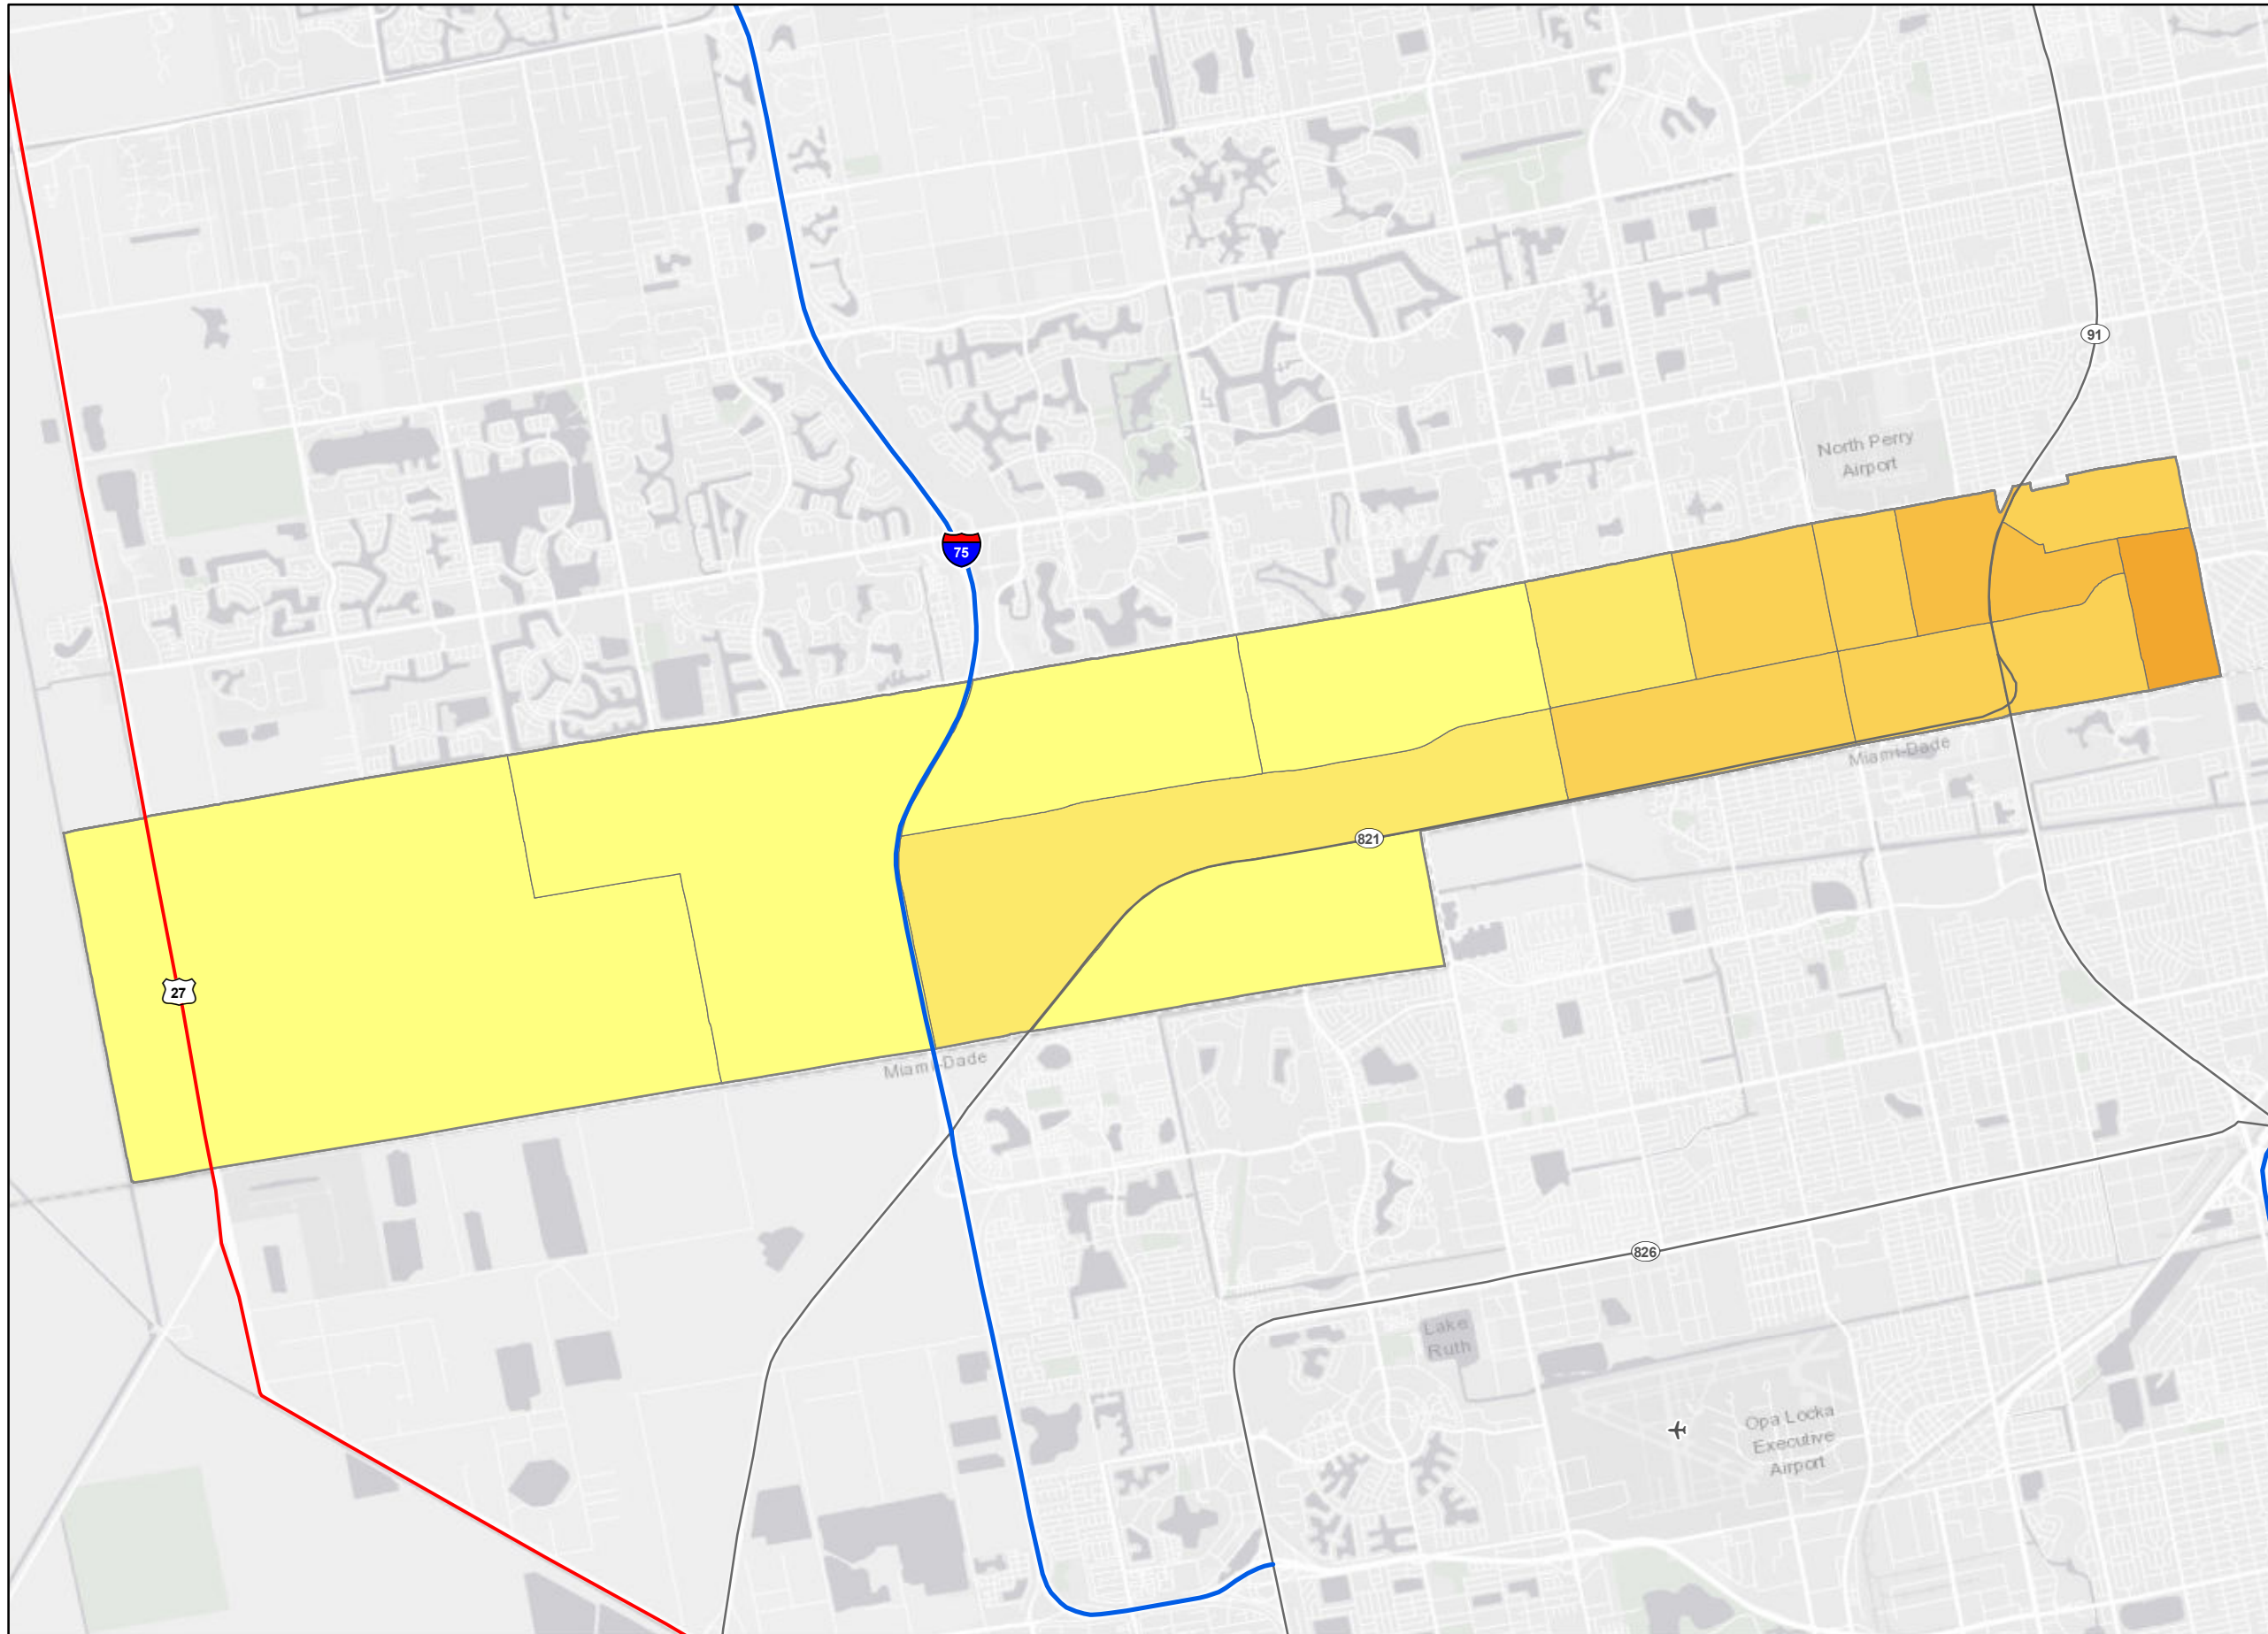 91
North Perry
Airport
75
Miami-Dade
821
27
Miami-Dade
826
Lake
Ruth
Opa Locka
Executive
Airport